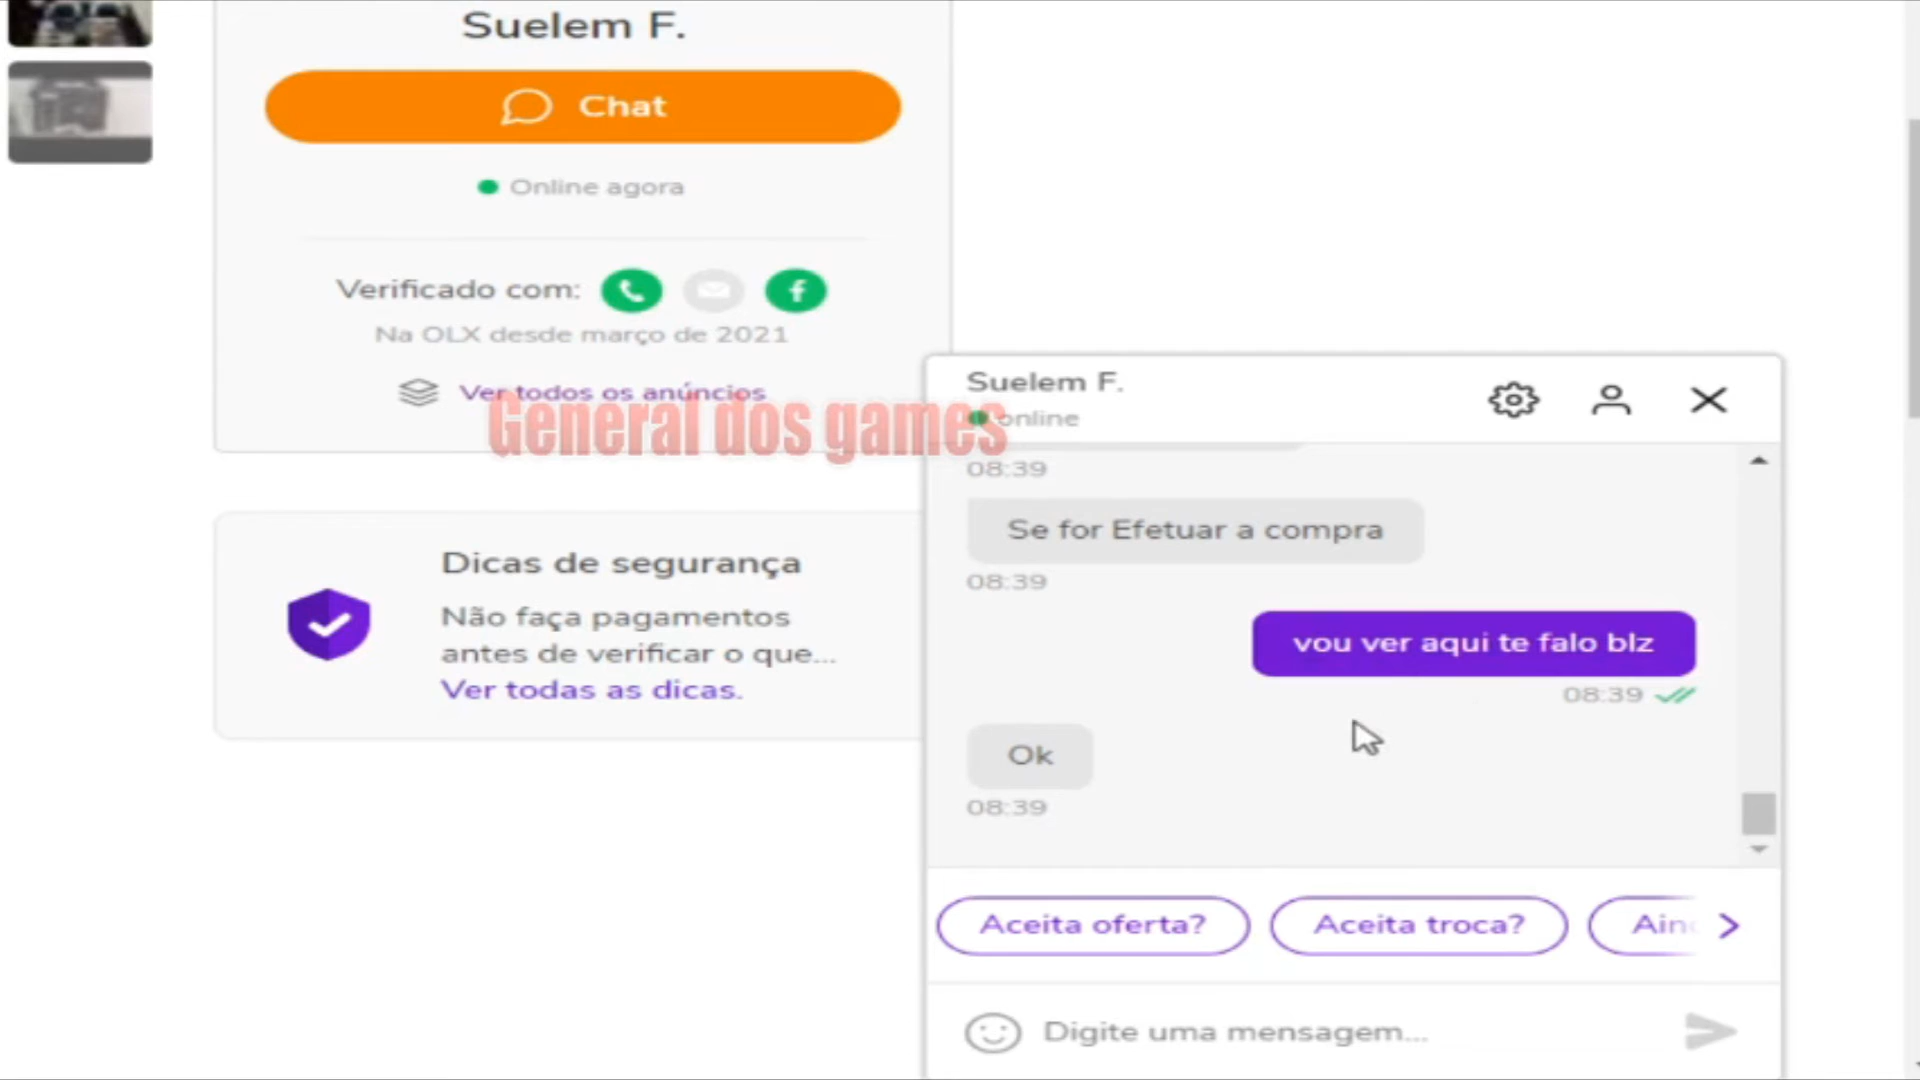 Suelem F.
Chat
Online agora
Verificado com:
Na OLX desde março de 2021
Ver todos os anúncios
General dos games
Dicas de segurança
Não faça pagamentos
antes de verificar o que...
Ver todas as dicas.
Suelem F.
online
08:39
Se for Efetuar a compra
08:39
vou ver aqui te falo blz
08:39
Ok
08:39
Aceita oferta?
Aceita troca?
Digite uma mensagem...